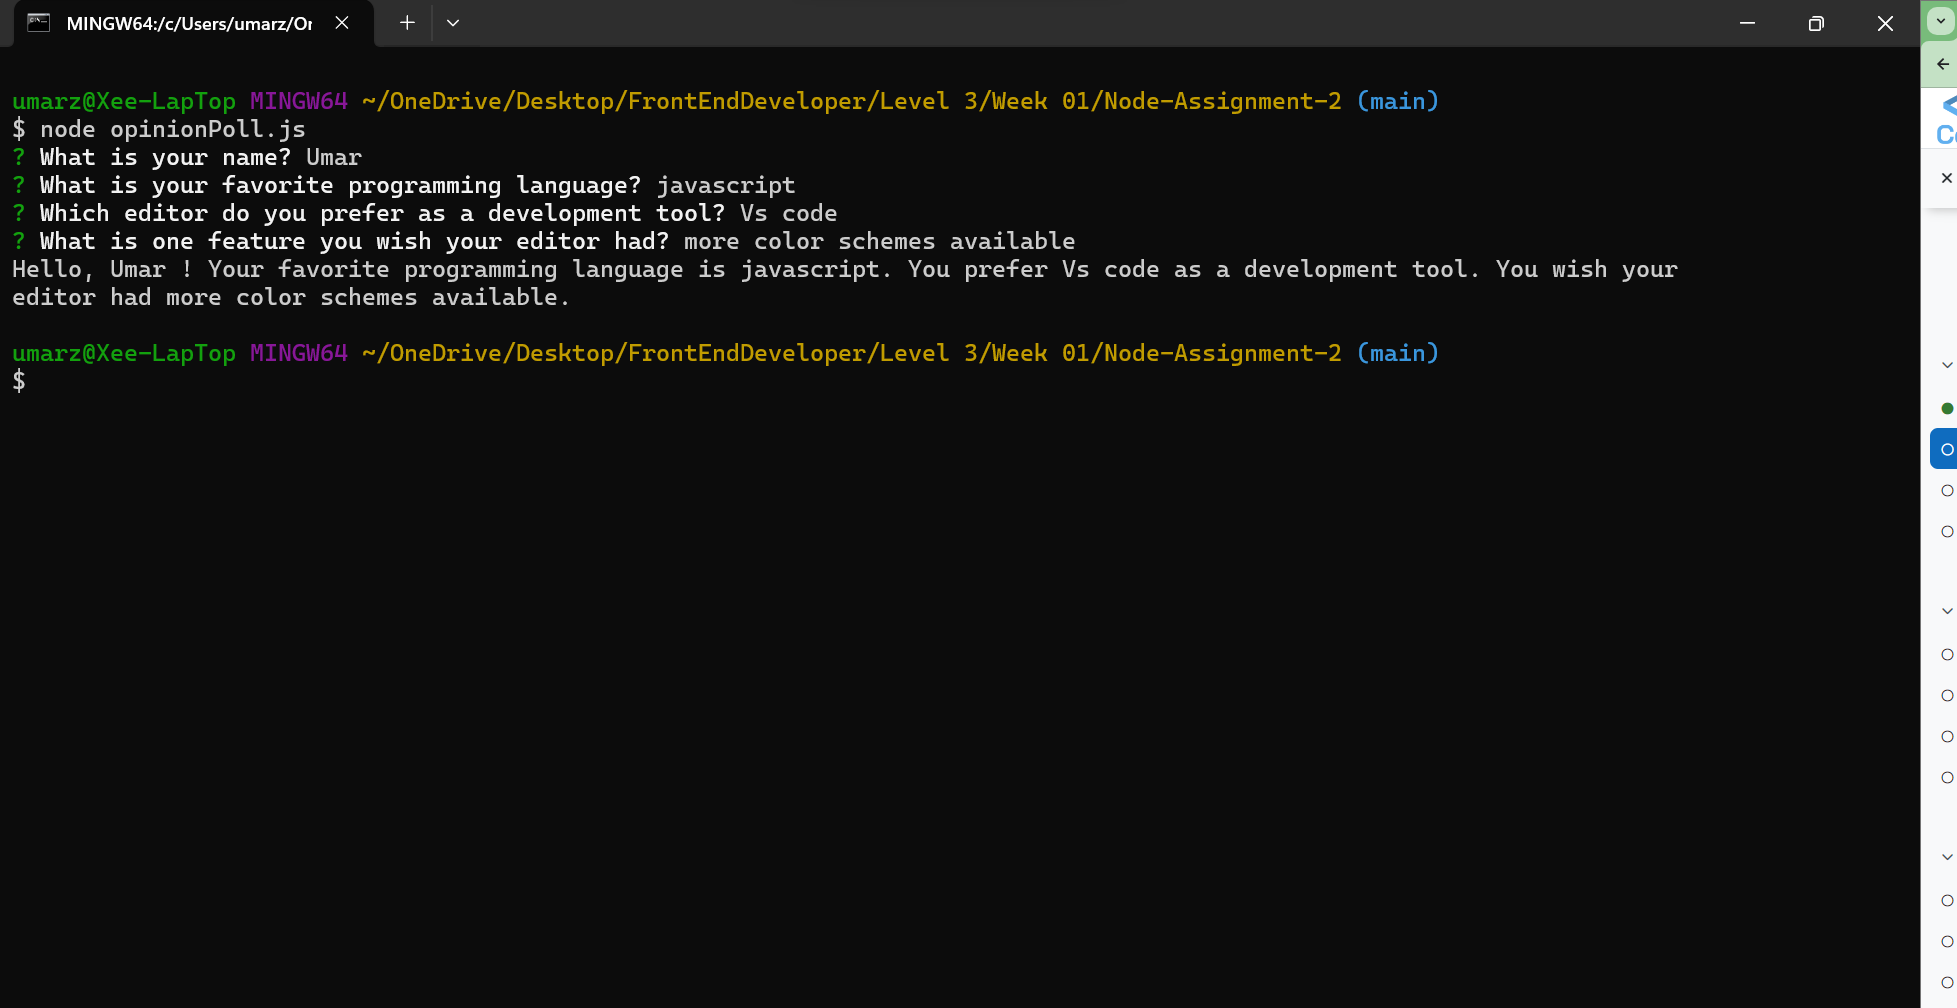 MINGW64:/c/Users/umarz/Or
umarz@Xee-LapTop MINGW64 ~/OneDrive/Desktop/FrontEndDeveloper/Level 3/Week 01/Node-Assignment-2 (main)
$ node opinionPoll.js
? What is your name? Umar
? What is your favorite programming language? javascript
? Which editor do you prefer as a development tool? Vs code
? What is one feature you wish your editor had? more color schemes available
Hello, Umar ! Your favorite programming language is javascript. You prefer Vs code as a development tool. You wish your
editor had more color schemes available.
umarz@Xee-LapTop MINGW64 ~/OneDrive/Desktop/FrontEndDeveloper/Level 3/Week 01/Node-Assignment-2 (main)
$